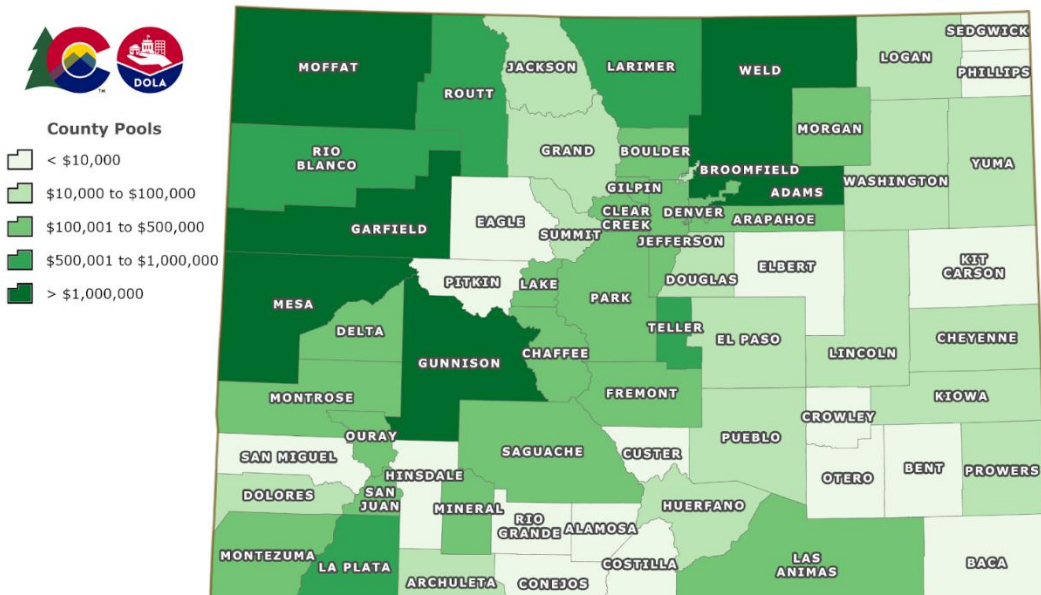 DOLA
TM
County Pools
< $10,000
$10,000 to $100,000
$100,001 to $500,000
$500,001 to $1,000,000
> $1,000,000
MOFFAT
ROUTT
JACKSON
LARIMER
WELD
LOGAN
SEDGWICK
PHILLIPS
RIO
BLANCO
GRAND
BOULDER
MORGAN
BROOMFIELD
ADAMS
WASHINGTON
YUMA
GARFIELD
EAGLE
SUMMIT
GILPIN
CLEAR
CREEK
DENVER
ARAPAHOE
JEFFERSON
DOUGLAS
ELBERT
KIT
CARSON
MESA
PITKIN
LAKE
PARK
DELTA
GUNNISON
CHAFFEE
TELLER
EL PASO
LINCOLN
CHEYENNE
MONTROSE
FREMONT
KIOWA
OURAY
SAGUACHE
CUSTER
PUEBLO
CROWLEY
SAN MIGUEL
HINSDALE
OTERO
BENT
PROWERS
DOLORES
SAN
JUAN
MINERAL
RIO
GRANDE
ALAMOSA
HUERFANO
MONTEZUMA
LA PLATA
ARCHULETA
CONEJOS
COSTILLA
LAS
ANIMAS
BACA